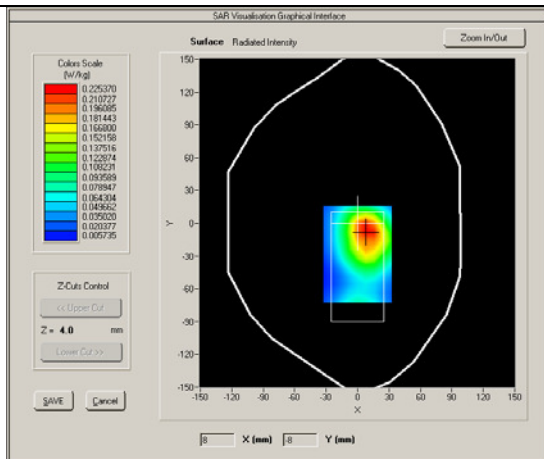 SAR Visualisation Graphical Interface
Surface Radiated Intensity
Zoom In/Out
Colors Scale
(W/kg)
0.225370
0.210727
0.196085
0.181443
0.166800
0.152158
0.137516
0.122874
0.108231
0.093589
0.078947
0.064304
0.049662
0.035020
0.020377
0.005735
Z-Cuts Control
<< Upper Cut
Z = 4.0 mm
Lower Cut >>
SAVE
Cancel
150
120
90
60
30
0
-30
-60
-90
-120
-150
Y
-150 -120 -90 -60 -30 0 30 60 90 120 150
X
8 X (mm) -8 Y (mm)